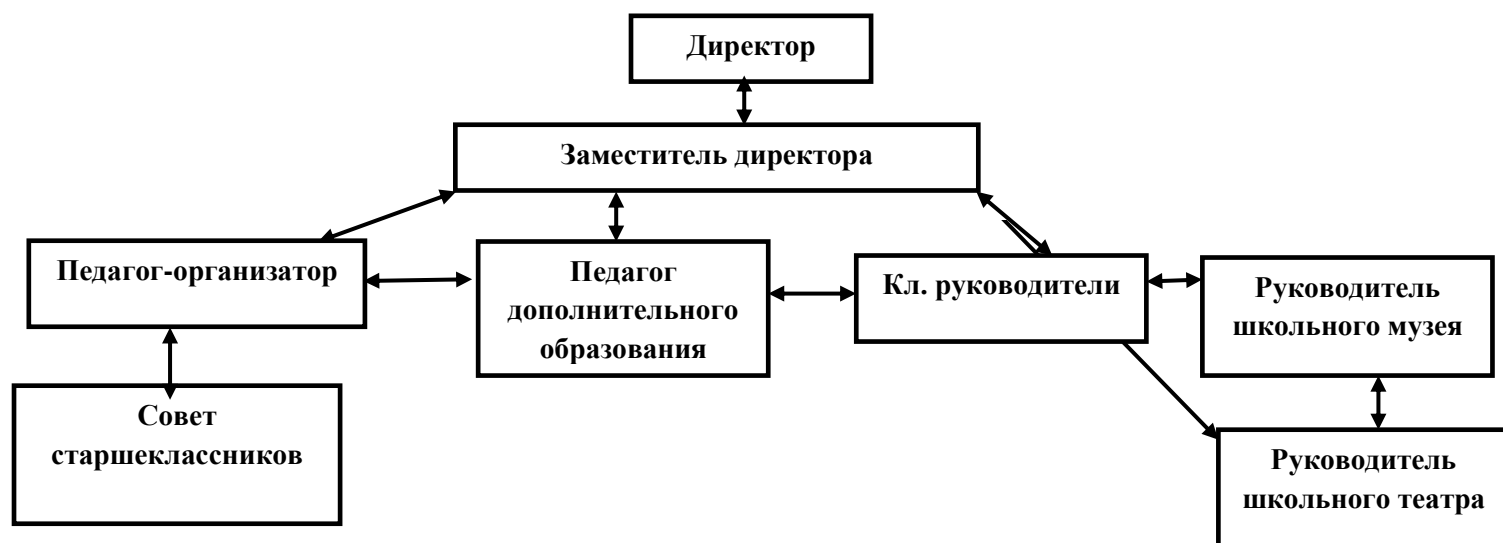 Директор
Заместитель директора
Педагог-организатор
Педагог
дополнительного
образования
Кл. руководители
Руководитель
школьного музея
Совет
старшеклассников
Руководитель
школьного театра